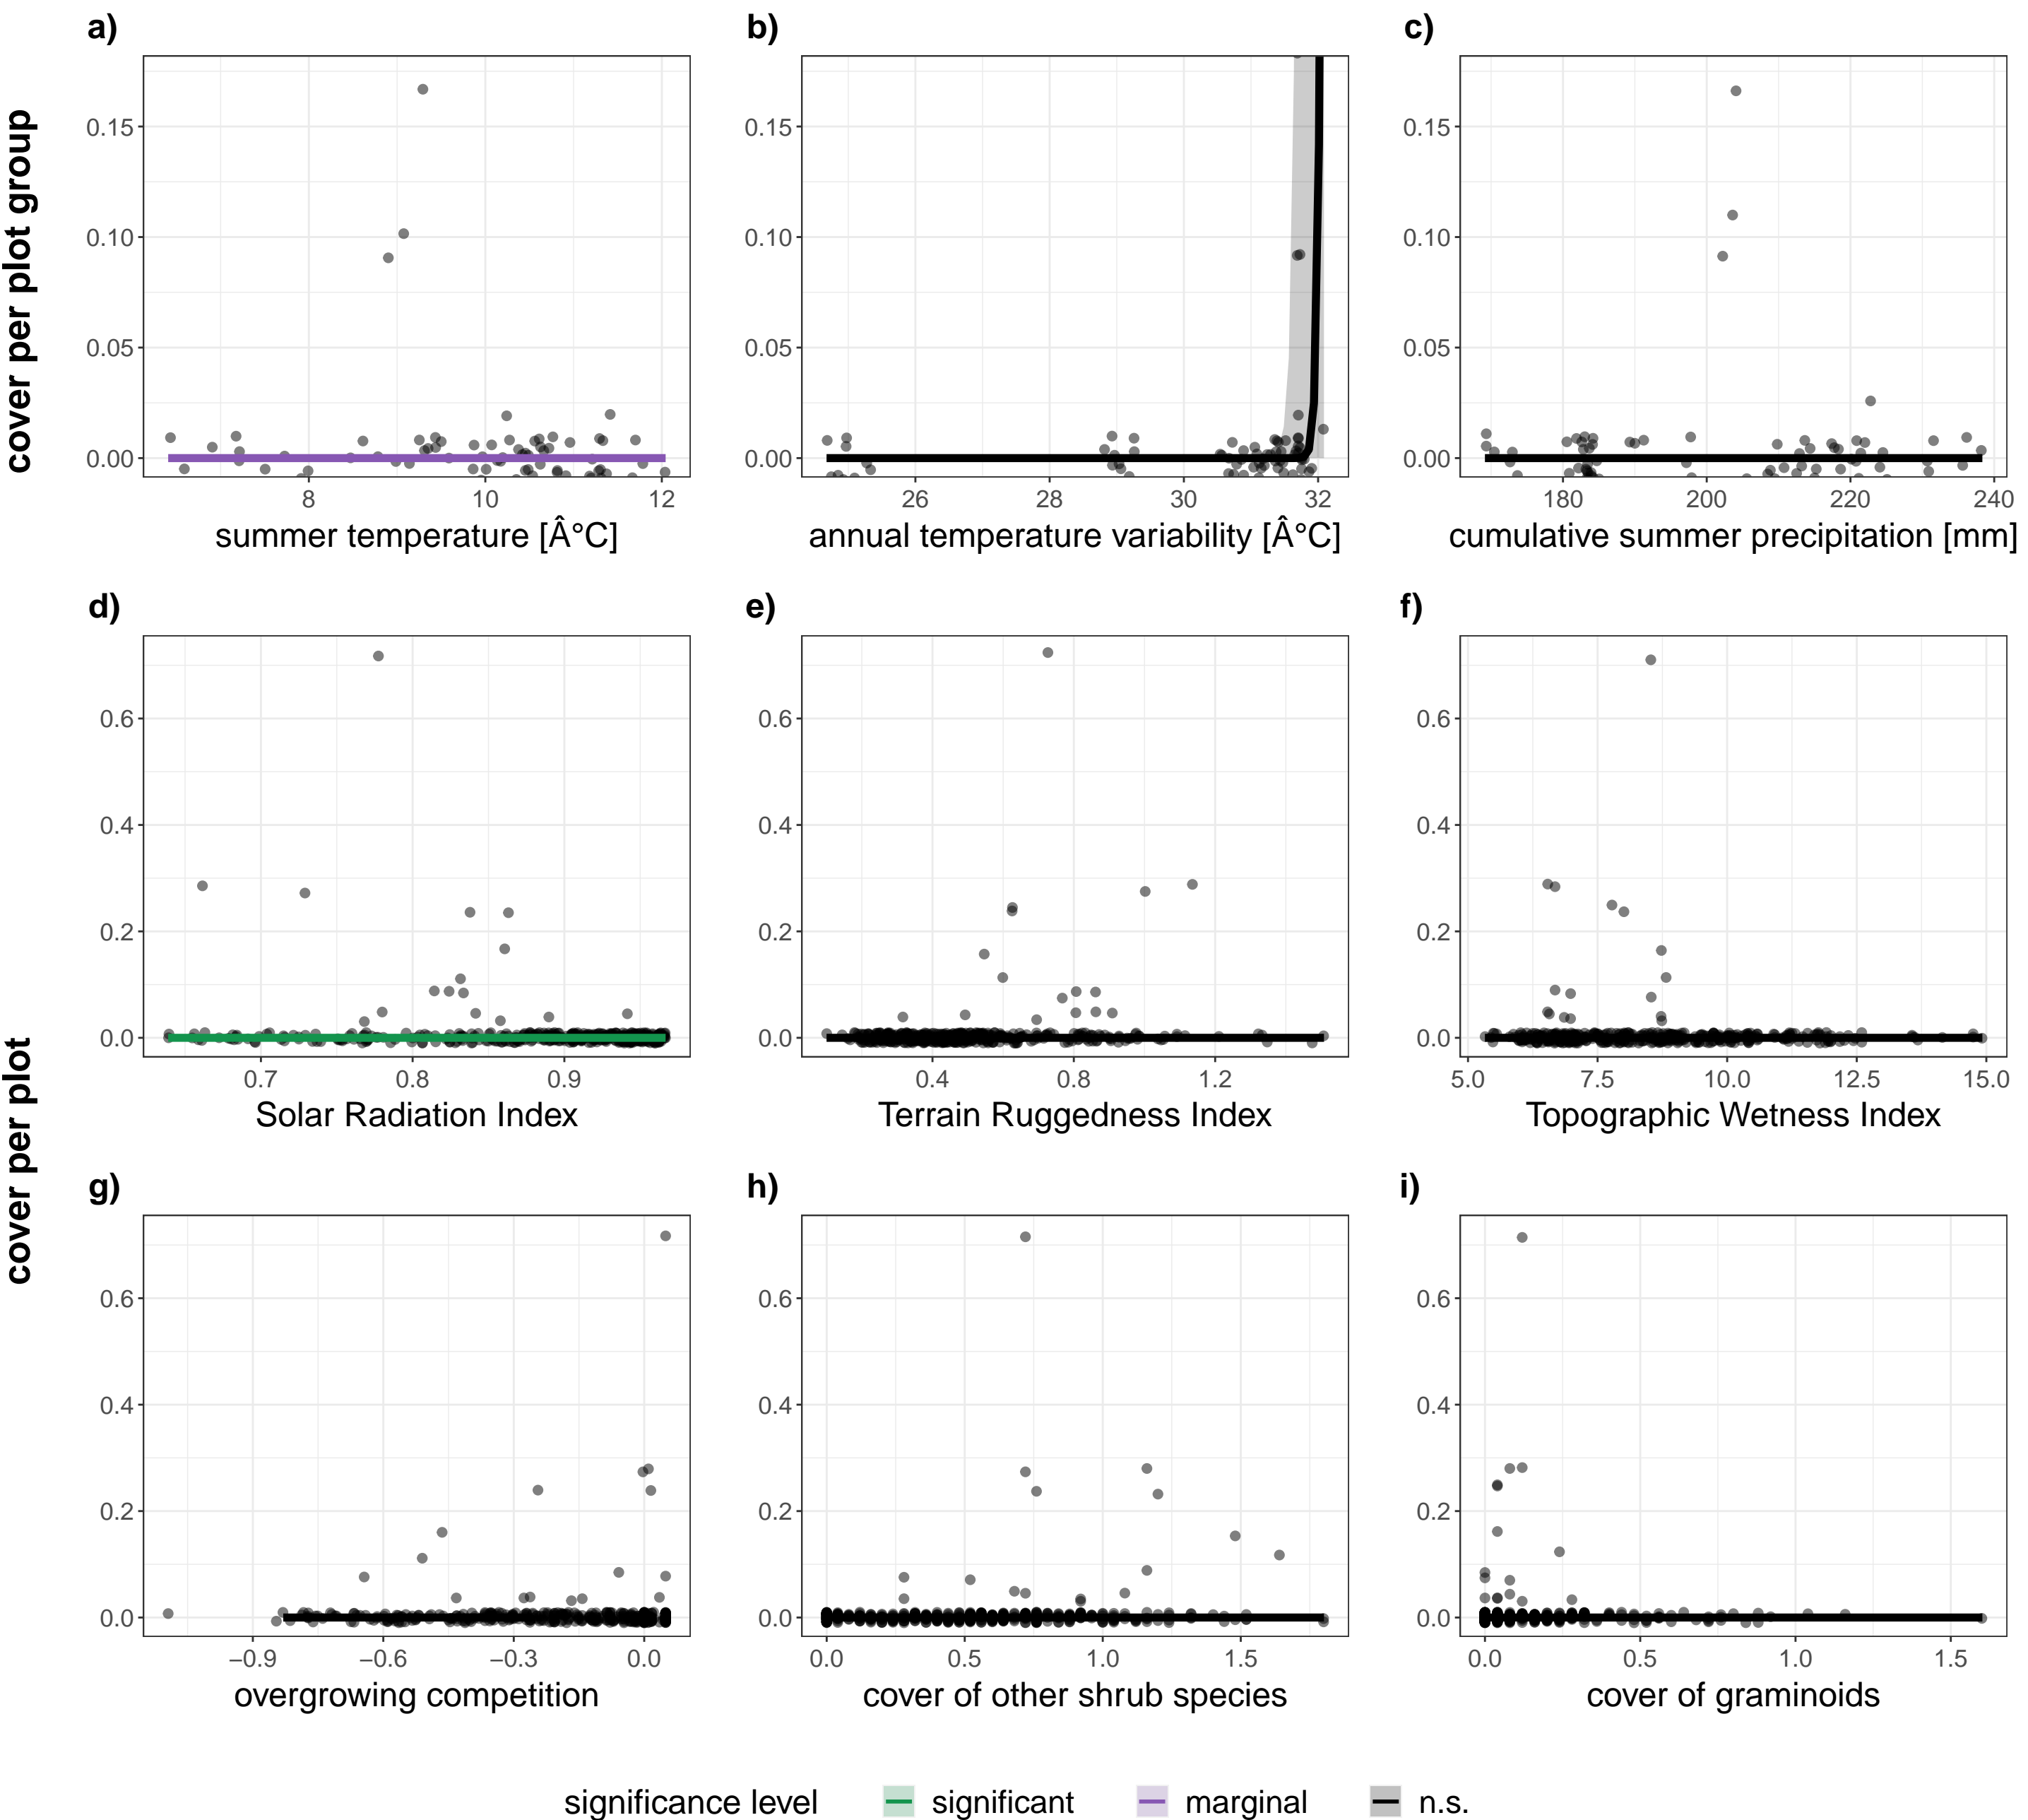 a)
b)
c)
cover per plot group
0.15
0.10
0.05
0.00
8
10
12
summer temperature [Â°C]
0.15
0.10
0.05
0.00
26
28
30
32
annual temperature variability [Â°C]
0.15
0.10
0.05
0.00
180
200
220
240
cumulative summer precipitation [mm]
d)
e)
f)
cover per plot
0.6
0.4
0.2
0.0
0.7
0.8
0.9
Solar Radiation Index
0.6
0.4
0.2
0.0
0.4
0.8
1.2
Terrain Ruggedness Index
0.6
0.4
0.2
0.0
5.0
7.5
10.0
12.5
15.0
Topographic Wetness Index
g)
h)
i)
0.6
0.4
0.2
0.0
−0.9
−0.6
−0.3
0.0
overgrowing competition
0.6
0.4
0.2
0.0
0.0
0.5
1.0
1.5
cover of other shrub species
0.6
0.4
0.2
0.0
0.0
0.5
1.0
1.5
cover of graminoids
significance level
significant
marginal
n.s.